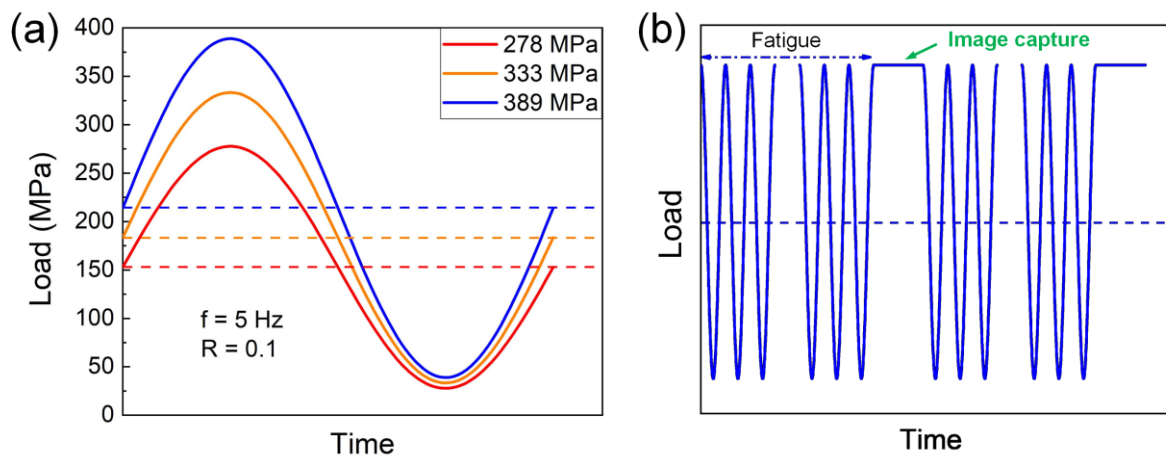 (a)
400
350
300
250
200
150
100
50
0
Load (MPa)
Time
278 MPa
333 MPa
389 MPa
f = 5 Hz
R = 0.1
(b)
Fatigue
Image capture
Load
Time